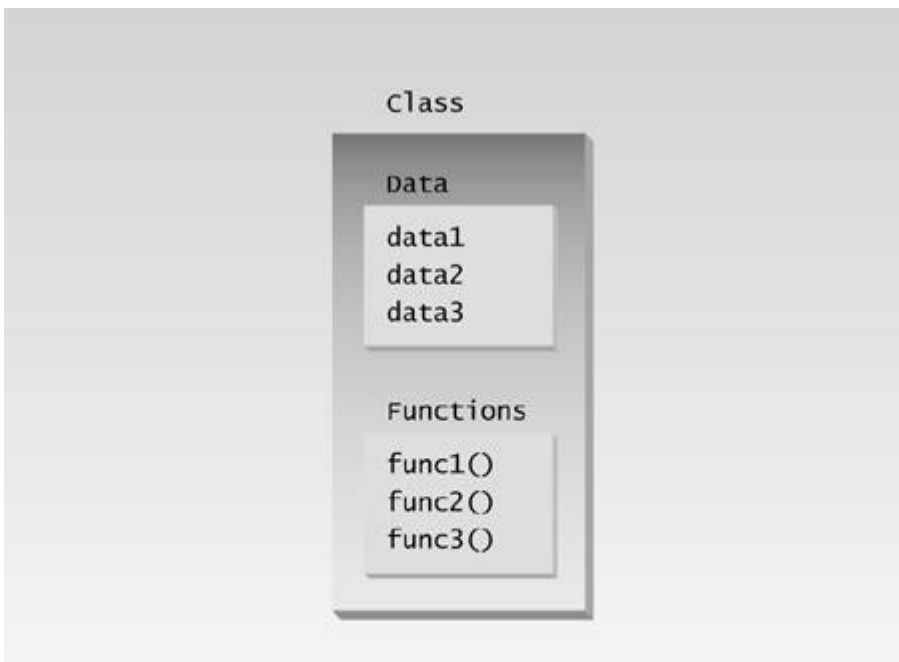 Class
Data
data1
data2
data3
Functions
func1()
func2()
func3()